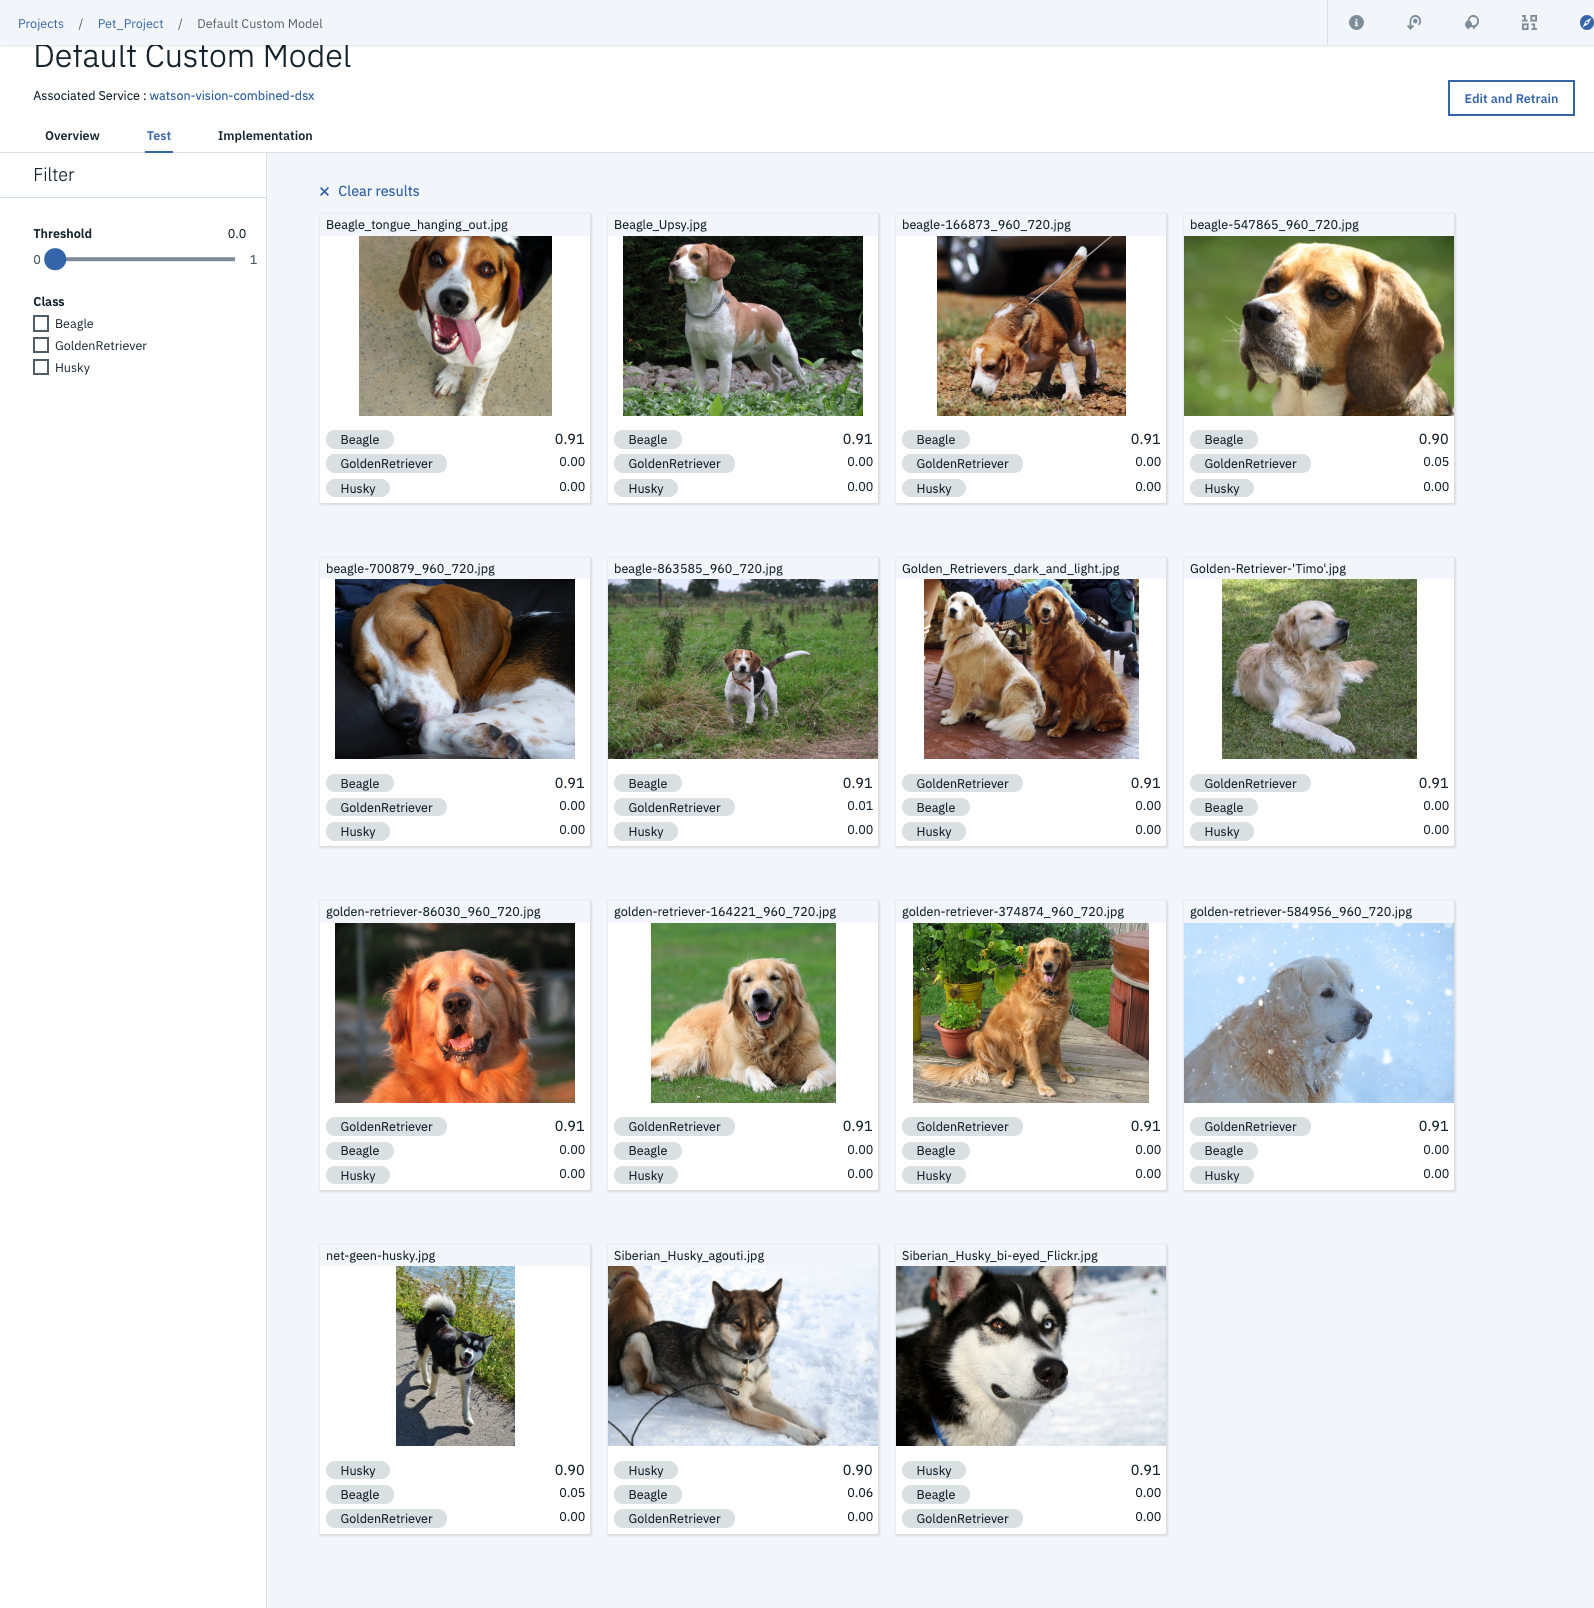 Projects / Pet_Project / Default Custom Model
Default Custom Model
Associated Service : watson-vision-combined-dsx
Edit and Retrain
Overview Test Implementation
Filter
Threshold 0.0
0 1
Class
Beagle
GoldenRetriever
Husky
× Clear results
Beagle_tongue_hanging_out.jpg
Beagle 0.91
GoldenRetriever 0.00
Husky 0.00
Beagle_Upsy.jpg
Beagle 0.91
GoldenRetriever 0.00
Husky 0.00
beagle-166873_960_720.jpg
Beagle 0.91
GoldenRetriever 0.00
Husky 0.00
beagle-547865_960_720.jpg
Beagle 0.90
GoldenRetriever 0.05
Husky 0.00
beagle-700879_960_720.jpg
Beagle 0.91
GoldenRetriever 0.00
Husky 0.00
beagle-863585_960_720.jpg
Beagle 0.91
GoldenRetriever 0.01
Husky 0.00
Golden_Retrievers_dark_and_light.jpg
GoldenRetriever 0.91
Beagle 0.00
Husky 0.00
Golden-Retriever-'Timo'.jpg
GoldenRetriever 0.91
Beagle 0.00
Husky 0.00
golden-retriever-86030_960_720.jpg
GoldenRetriever 0.91
Beagle 0.00
Husky 0.00
golden-retriever-164221_960_720.jpg
GoldenRetriever 0.91
Beagle 0.00
Husky 0.00
golden-retriever-374874_960_720.jpg
GoldenRetriever 0.91
Beagle 0.00
Husky 0.00
golden-retriever-584956_960_720.jpg
GoldenRetriever 0.91
Beagle 0.00
Husky 0.00
net-geen-husky.jpg
Husky 0.90
Beagle 0.05
GoldenRetriever 0.00
Siberian_Husky_agouti.jpg
Husky 0.90
Beagle 0.06
GoldenRetriever 0.00
Siberian_Husky_bi-eyed_Flickr.jpg
Husky 0.91
Beagle 0.00
GoldenRetriever 0.00